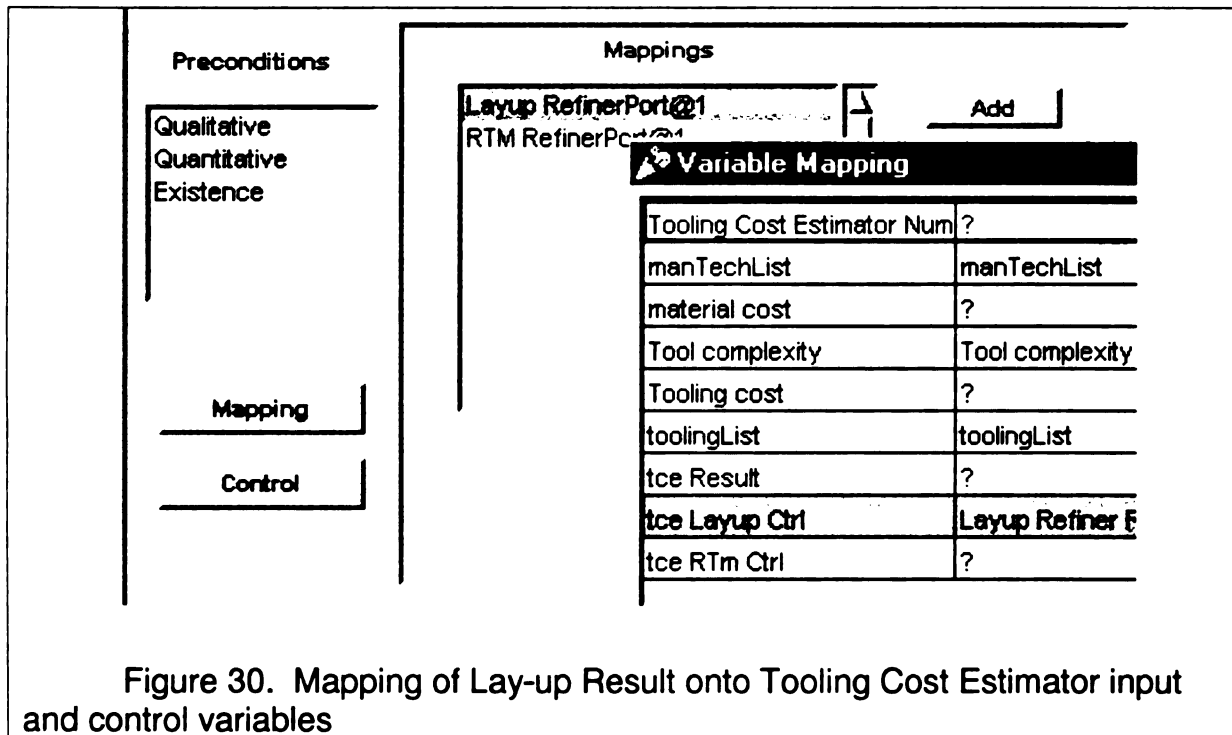 Preconditions
Qualitative
Quantitative
Existence
Mapping
Control
Mappings
Layup RefinerPort@1
RTM RefinerPort@1
Add
Variable Mapping
Tooling Cost Estimator Num ?
manTechList manTechList
material cost ?
Tool complexity Tool complexity
Tooling cost ?
toolingList toolingList
tce Result ?
tce Layup Ctrl Layup Refiner
tce RTm Ctrl ?
Figure 30. Mapping of Lay-up Result onto Tooling Cost Estimator input
and control variables